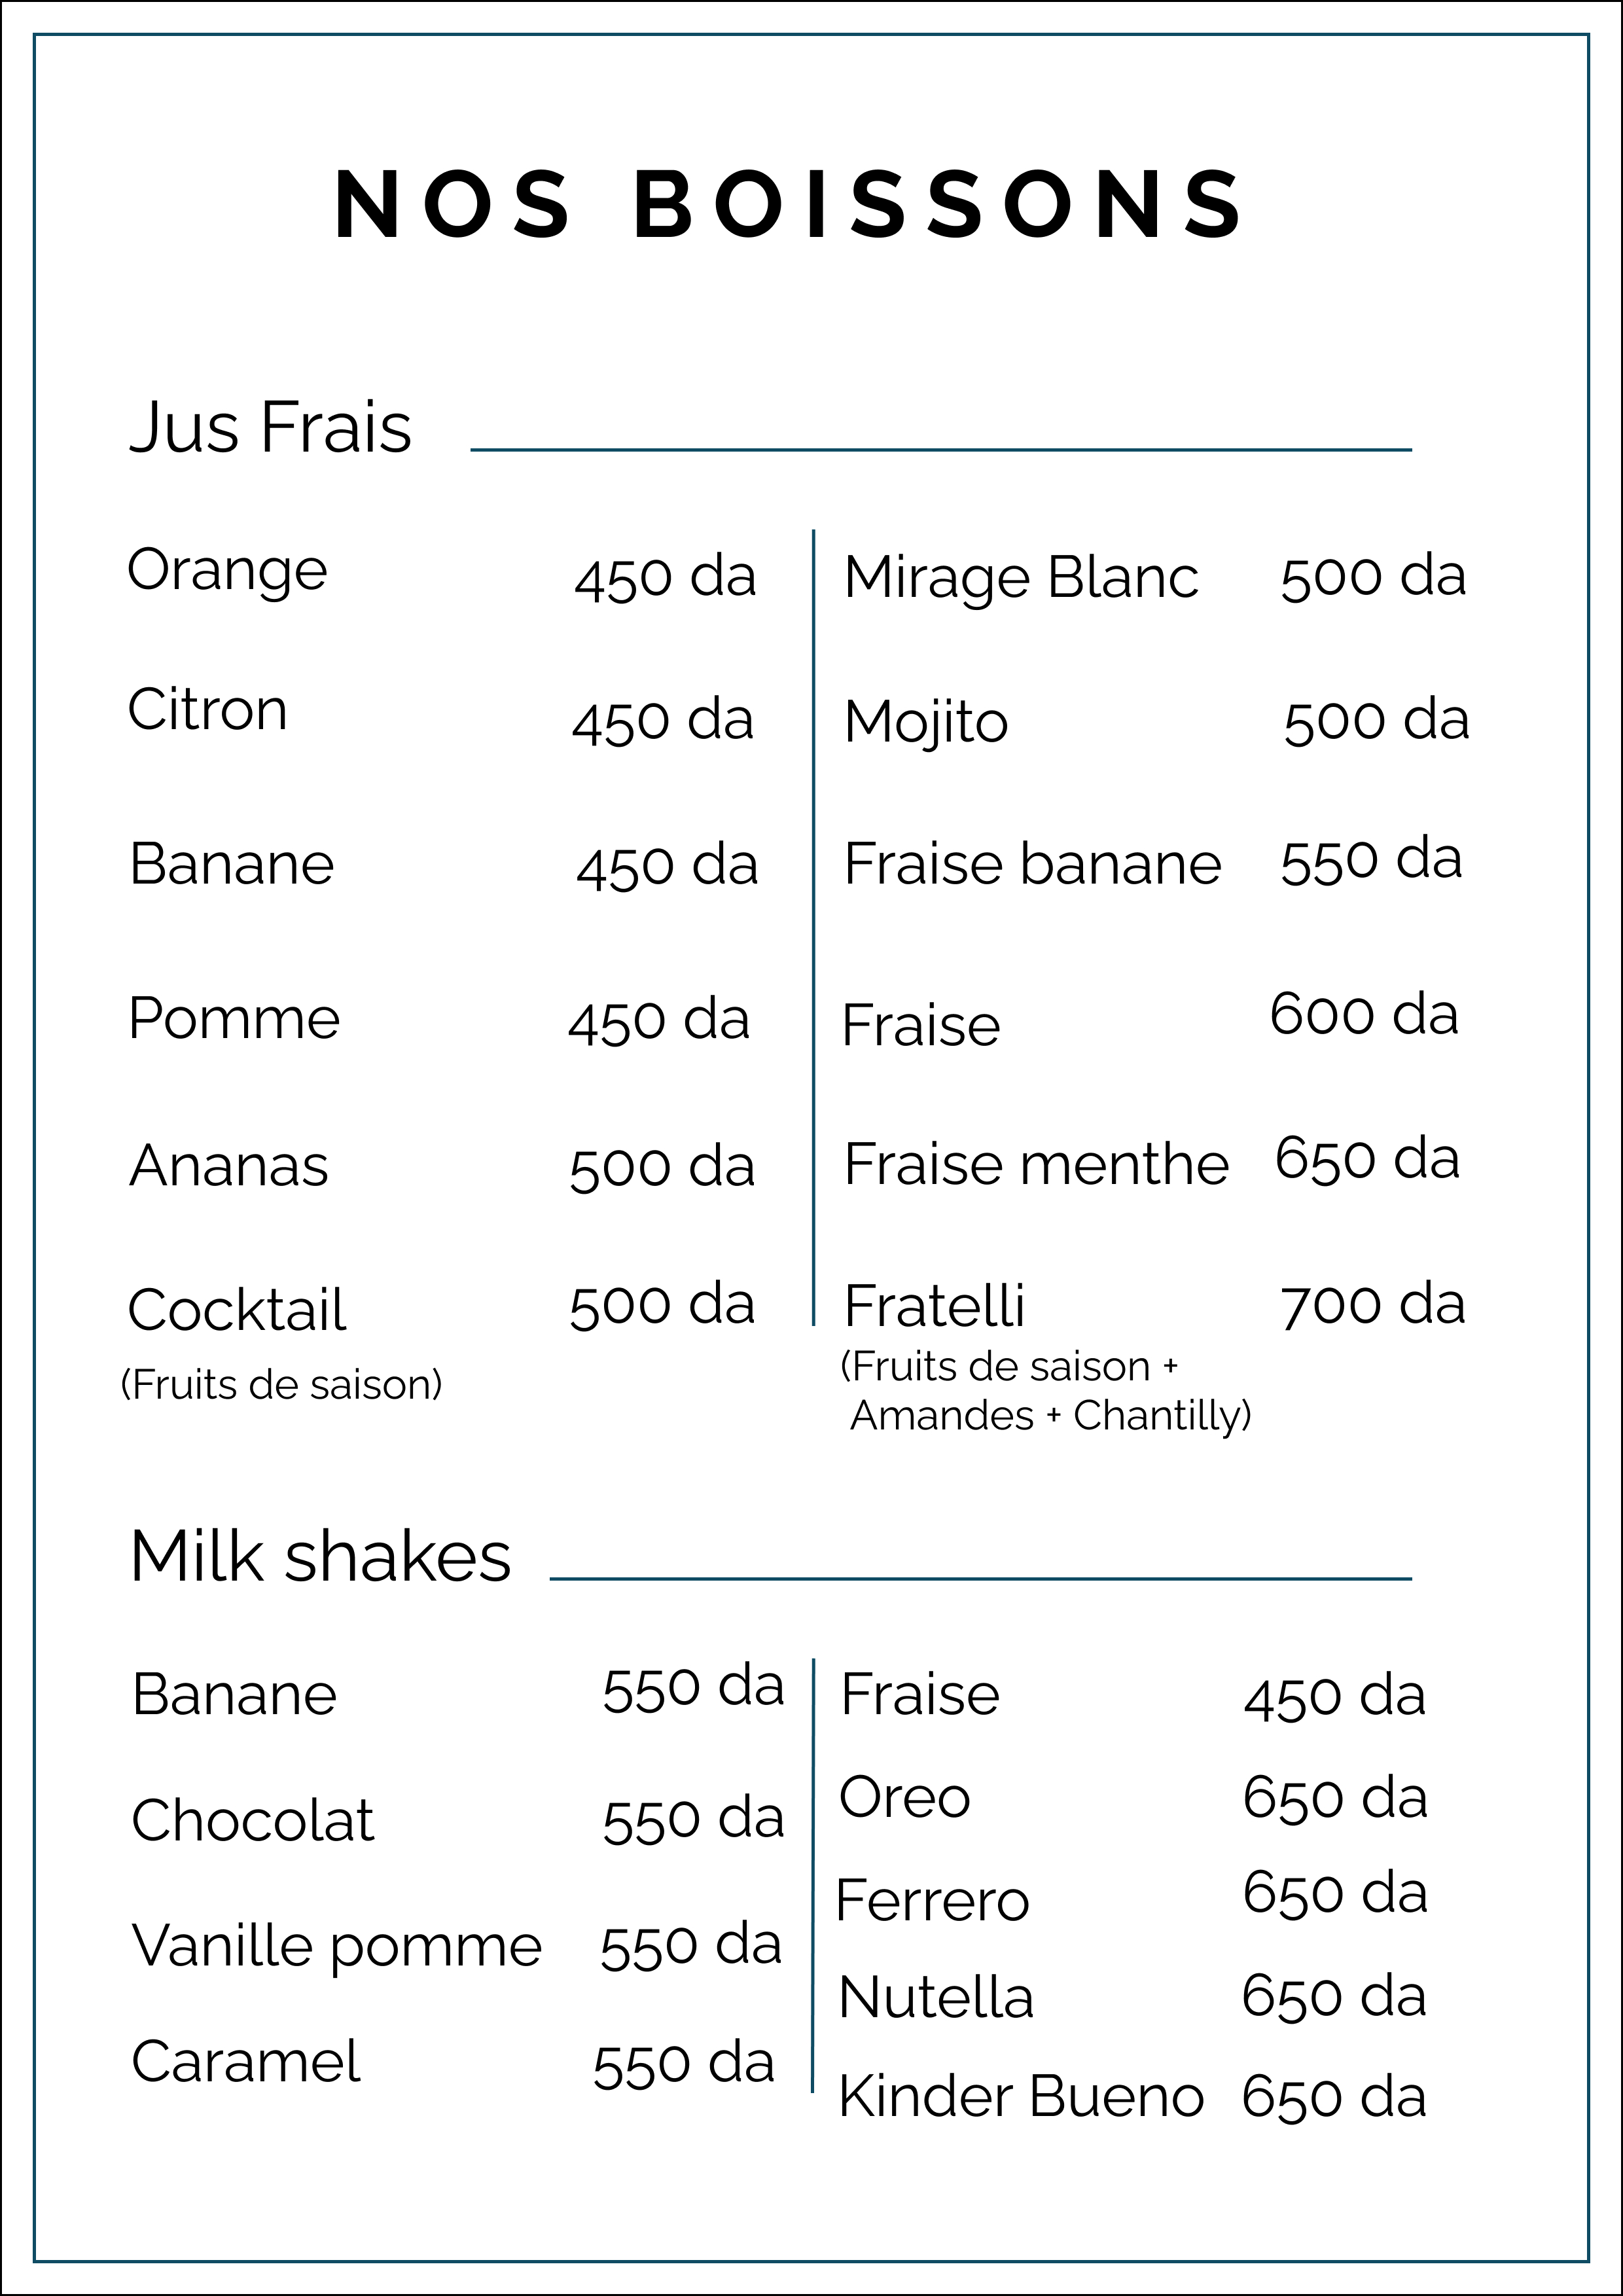 NOS BOISSONS
Jus Frais
Orange 450 da
Citron 450 da
Banane 450 da
Pomme 450 da
Ananas 500 da
Cocktail 500 da
(Fruits de saison)
Mirage Blanc 500 da
Mojito 500 da
Fraise banane 550 da
Fraise 600 da
Fraise menthe 650 da
Fratelli 700 da
(Fruits de saison +
Amandes + Chantilly)
Milk shakes
Banane 550 da
Chocolat 550 da
Vanille pomme 550 da
Caramel 550 da
Fraise 450 da
Oreo 650 da
Ferrero 650 da
Nutella 650 da
Kinder Bueno 650 da